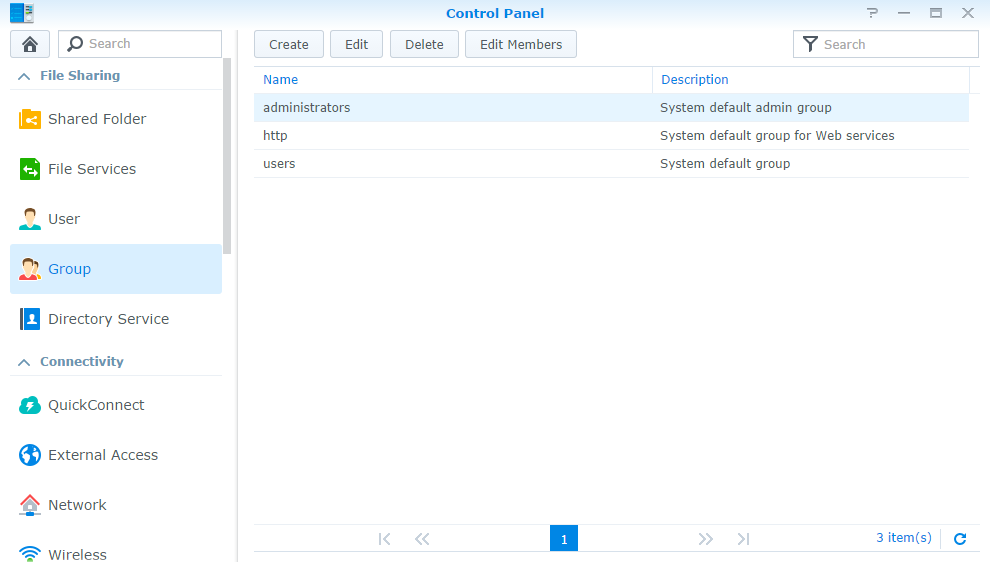 Control Panel
Search
Create Edit Delete Edit Members
Search
File Sharing
Shared Folder
File Services
User
Group
Directory Service
Connectivity
QuickConnect
External Access
Network
Wireless
Name Description
administrators System default admin group
http System default group for Web services
users System default group
1
3 item(s)